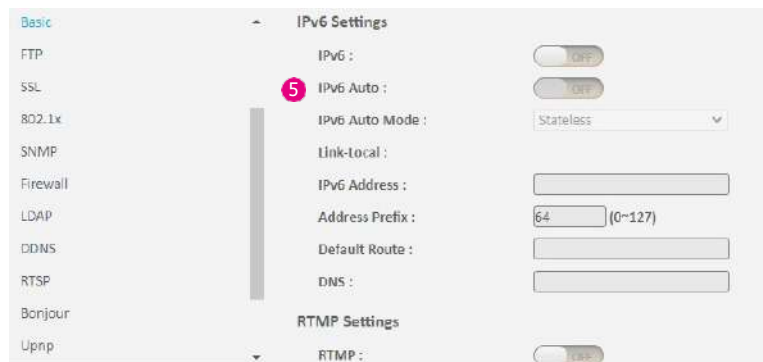 Basic
FTP
SSL
802.1x
SNMP
Firewall
LDAP
DDNS
RTSP
Bonjour
Upnp
IPv6 Settings
IPv6 : OFF
5 IPv6 Auto : OFF
IPv6 Auto Mode : Stateless
Link-Local :
IPv6 Address :
Address Prefix : 64 (0~127)
Default Route :
DNS :
RTMP Settings
RTMP : OFF